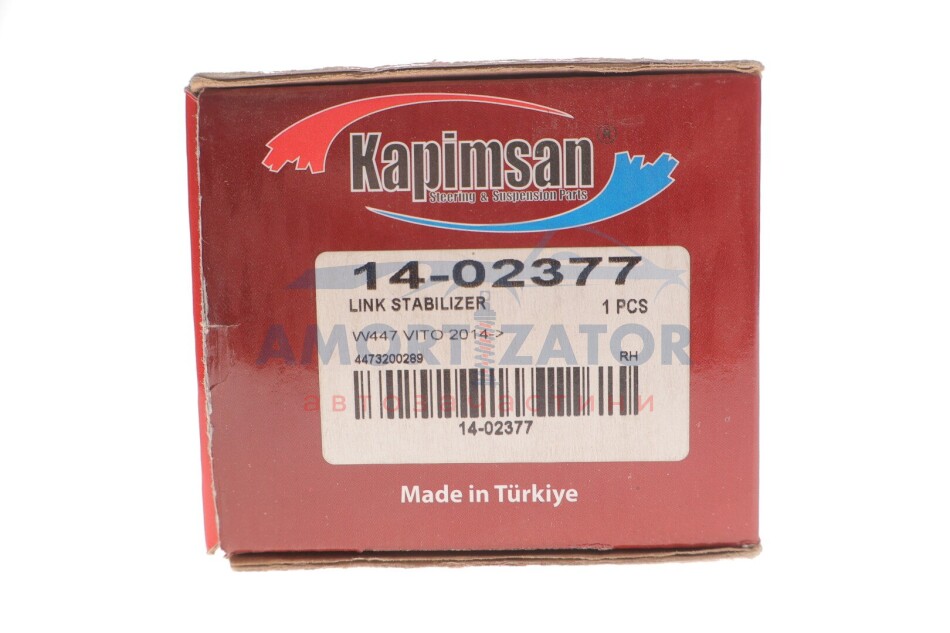 Kapimsan®
Steering & Suspension Parts
14-02377
LINK STABILIZER 1 PCS
W447 VITO 2014->
AMORTIZATOR
4473200289 RH
автозапчастини
14-02377
Made in Türkiye